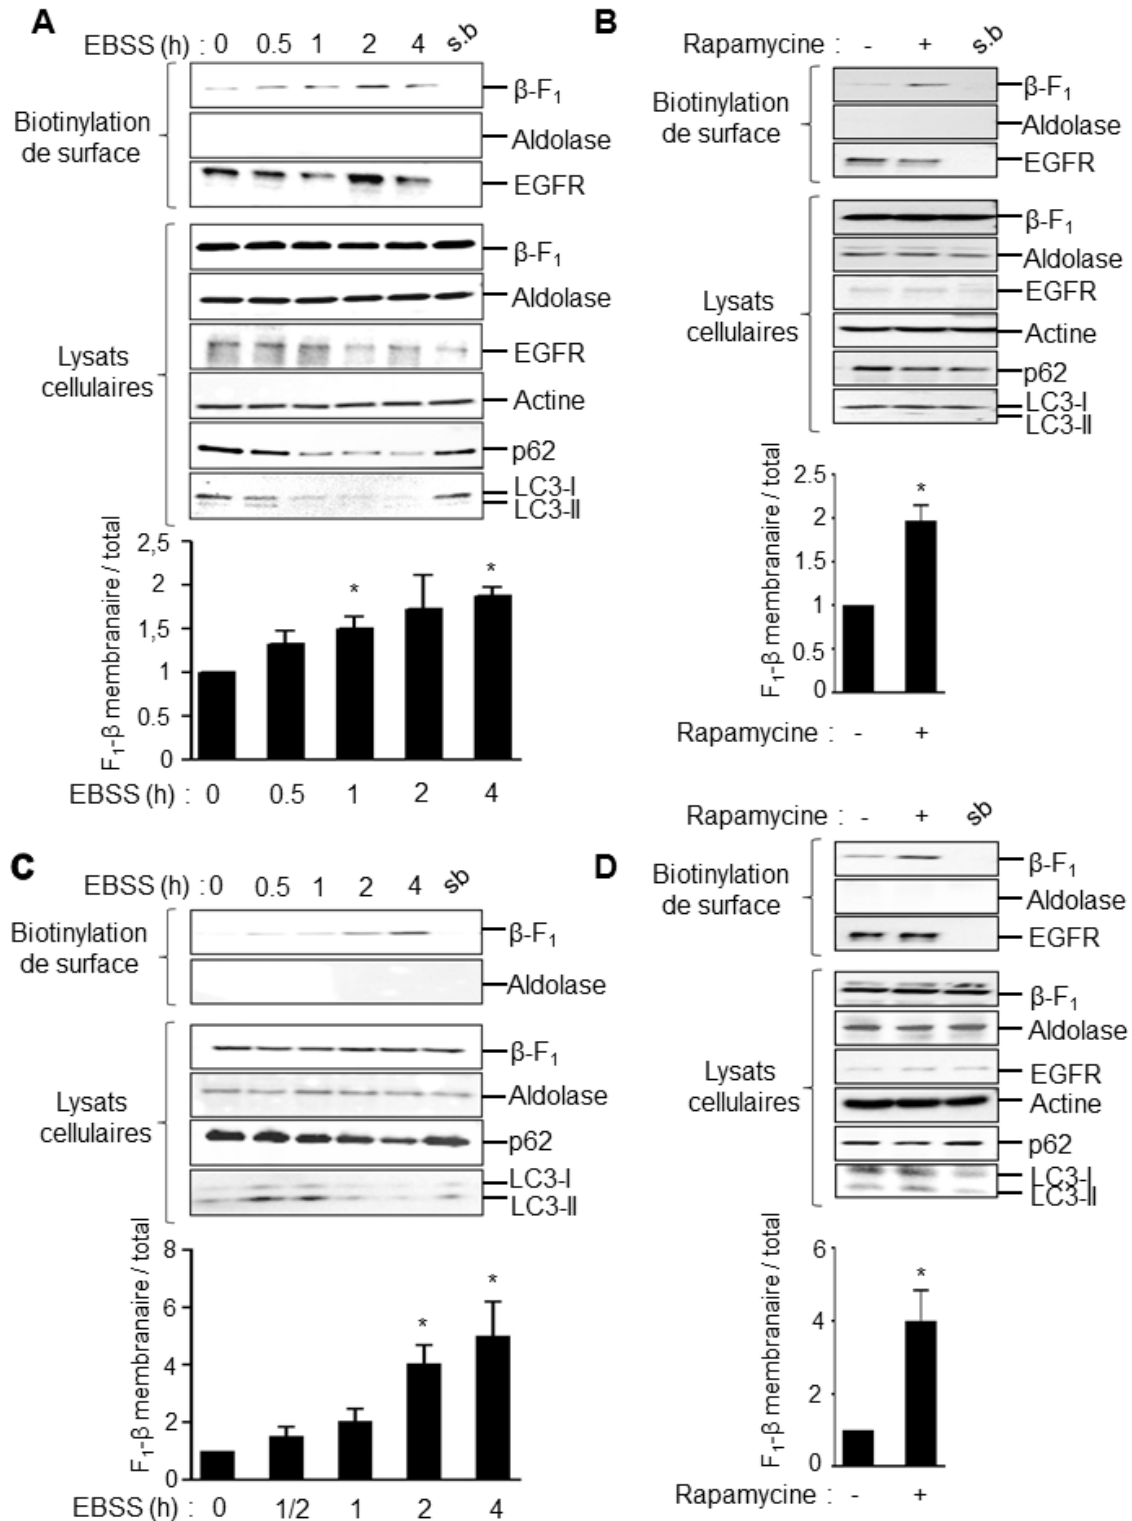 A
EBSS (h) : 0 0.5 1 2 4 s.b
Biotinylation
de surface
β-F1
Aldolase
EGFR
Lysats
cellulaires
β-F1
Aldolase
EGFR
Actine
p62
LC3-I
LC3-II
F1-β membranaire / total
2,5
2
1,5
1
0.5
0
*
*
EBSS (h) : 0 0.5 1 2 4
B
Rapamycine : - + s.b
Biotinylation
de surface
β-F1
Aldolase
EGFR
Lysats
cellulaires
β-F1
Aldolase
EGFR
Actine
p62
LC3-I
LC3-II
F1-β membranaire / total
2.5
2
1.5
1
0.5
0
*
Rapamycine : - +
C
EBSS (h) : 0 0.5 1 2 4 sb
Biotinylation
de surface
β-F1
Aldolase
Lysats
cellulaires
β-F1
Aldolase
p62
LC3-I
LC3-II
F1-β membranaire / total
8
6
4
2
0
*
*
EBSS (h) : 0 1/2 1 2 4
D
Rapamycine : - + sb
Biotinylation
de surface
β-F1
Aldolase
EGFR
Lysats
cellulaires
β-F1
Aldolase
EGFR
Actine
p62
LC3-I
LC3-II
F1-β membranaire / total
6
4
2
0
*
Rapamycine : - +